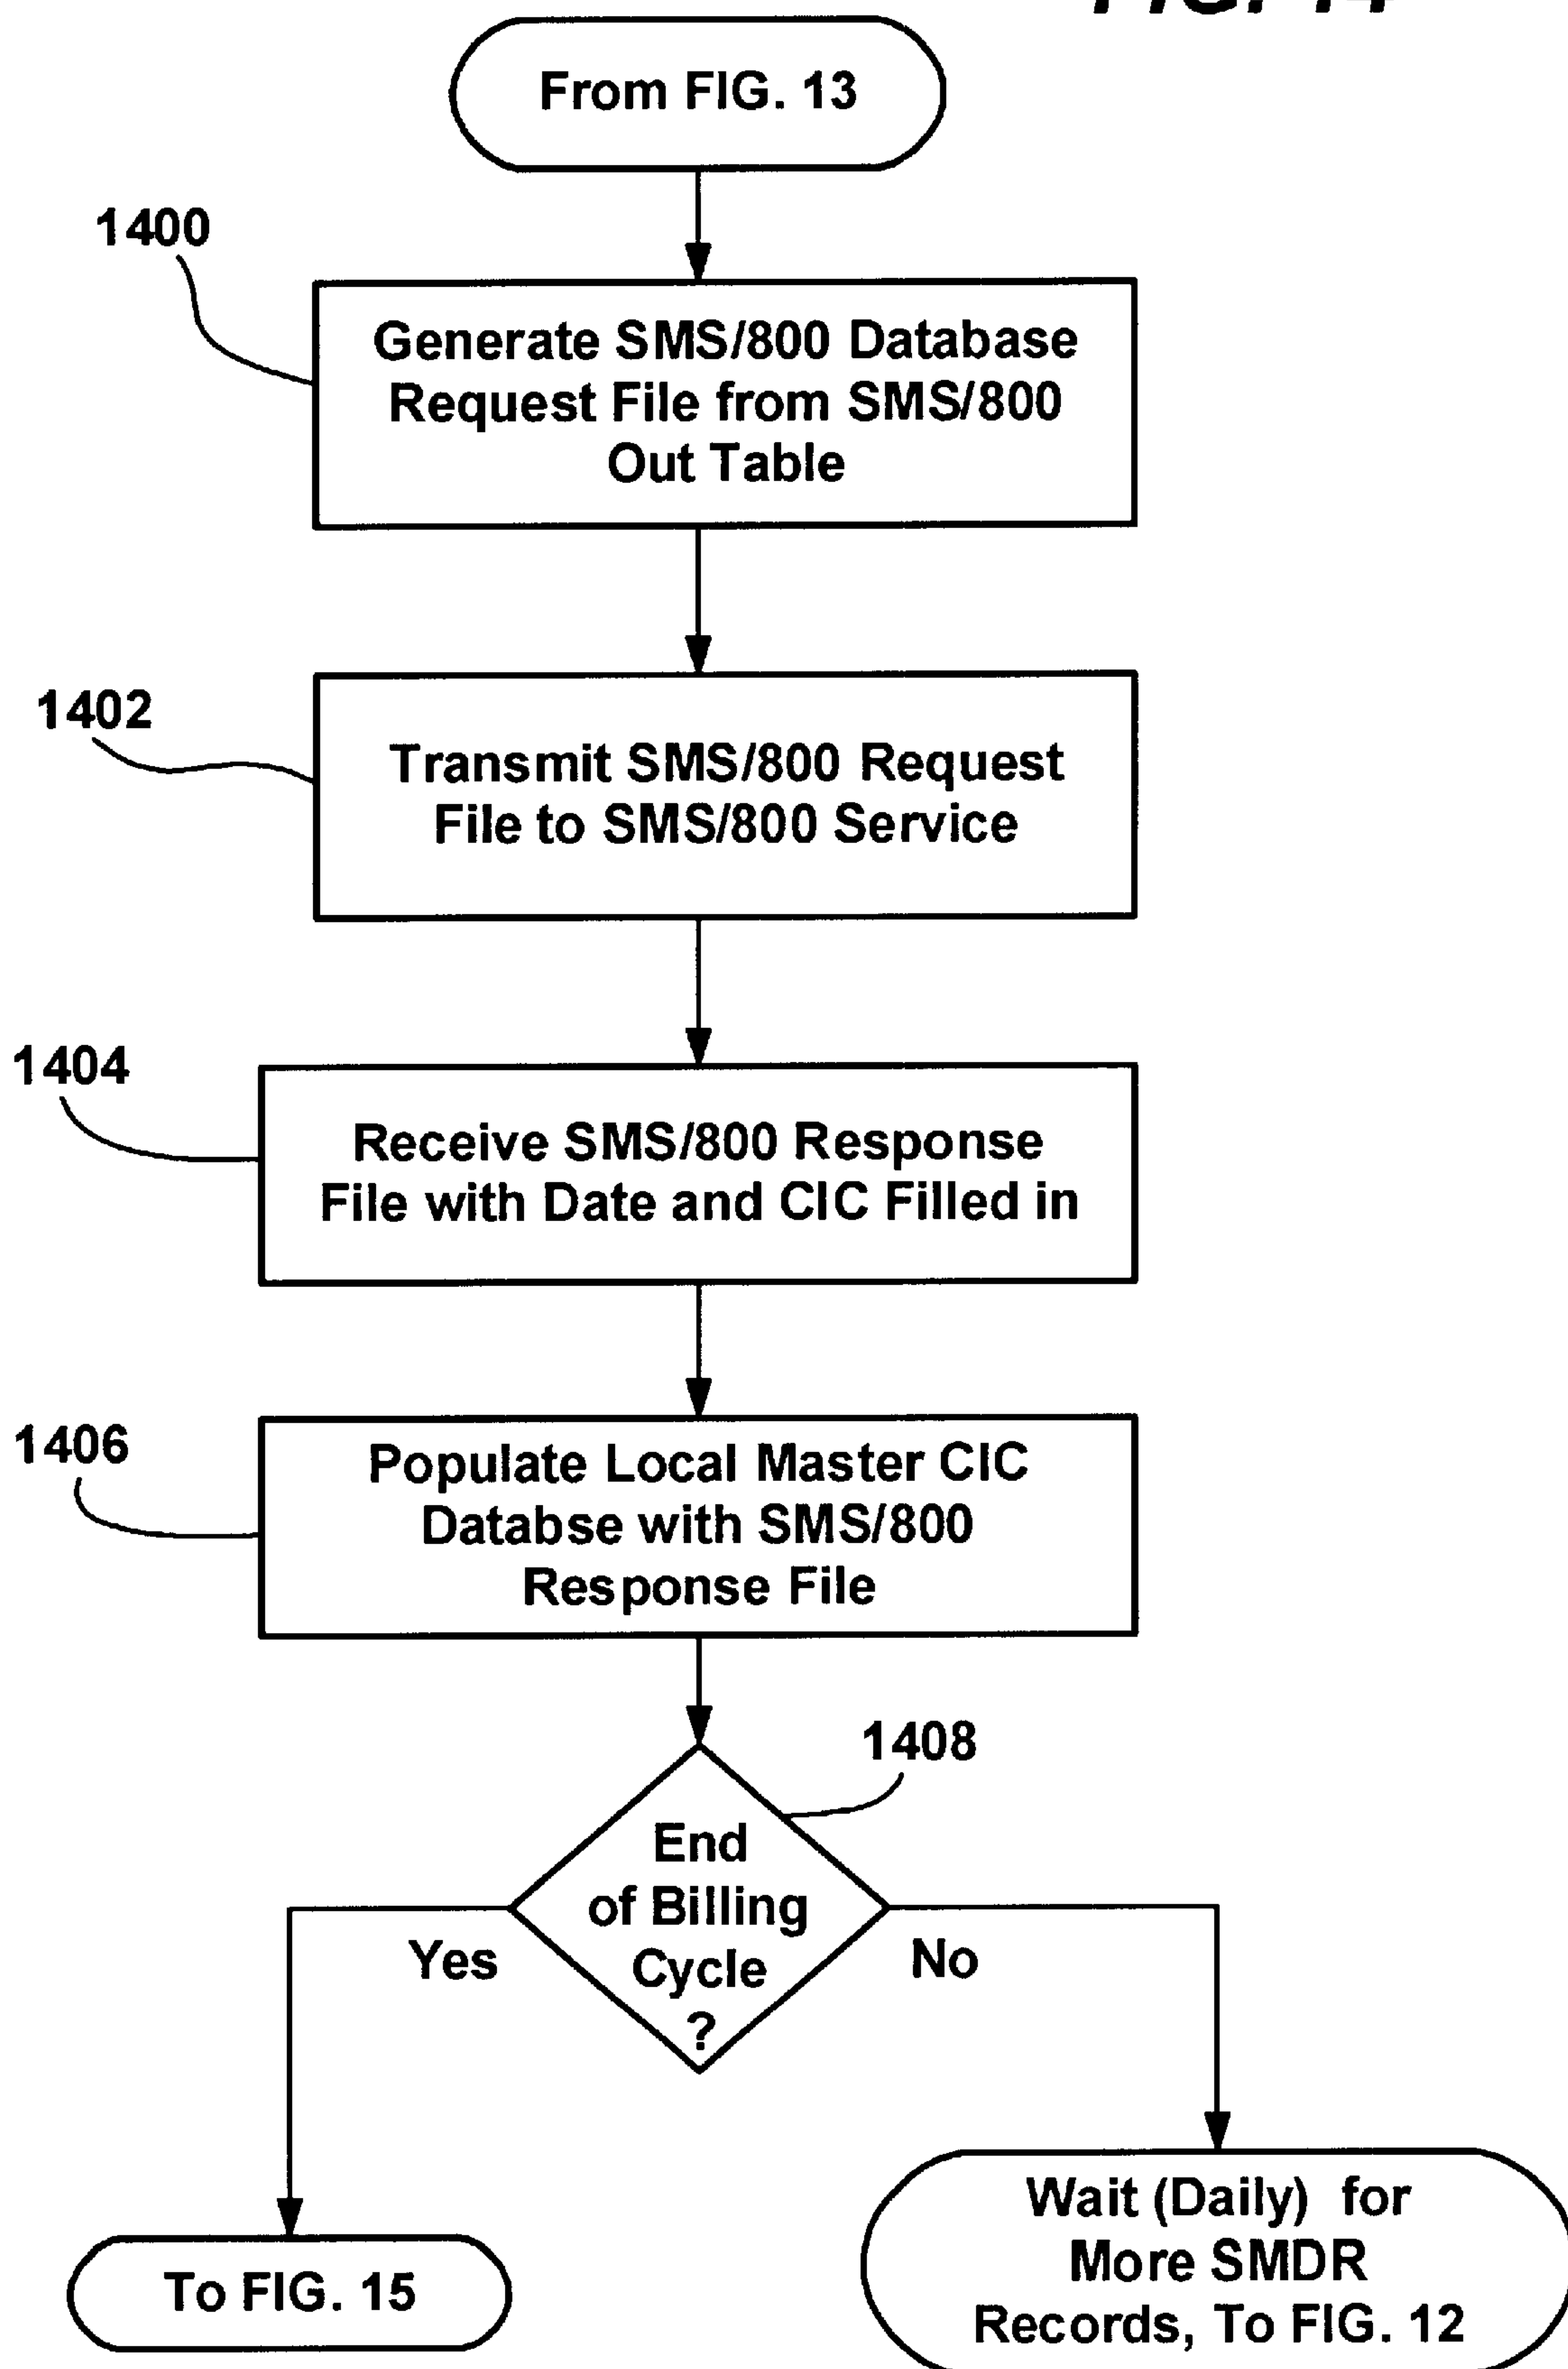 FIG. 14
From FIG. 13
1400
Generate SMS/800 Database
Request File from SMS/800
Out Table
1402
Transmit SMS/800 Request
File to SMS/800 Service
1404
Receive SMS/800 Response
File with Date and CIC Filled in
1406
Populate Local Master CIC
Databse with SMS/800
Response File
1408
End
of Billing
Cycle
?
Yes
No
To FIG. 15
Wait (Daily) for
More SMDR
Records, To FIG. 12